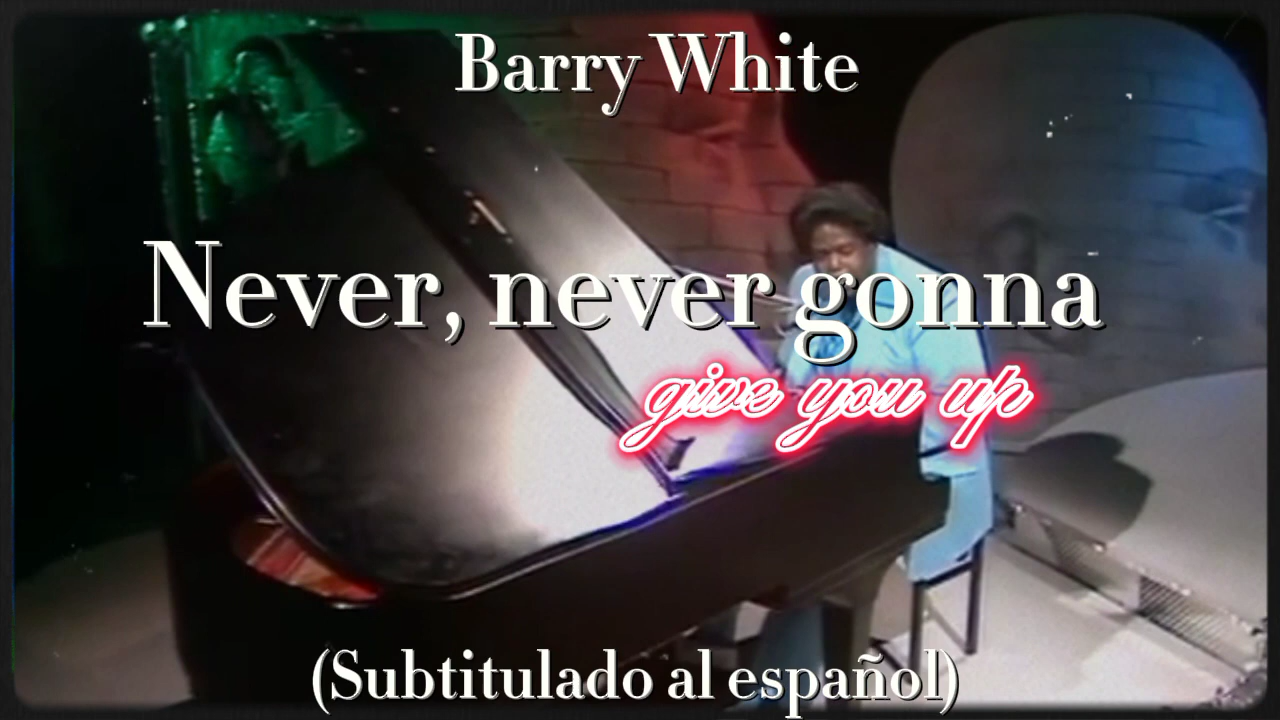 Barry White
Never, never gonna
give you up
(Subtitulado al español)